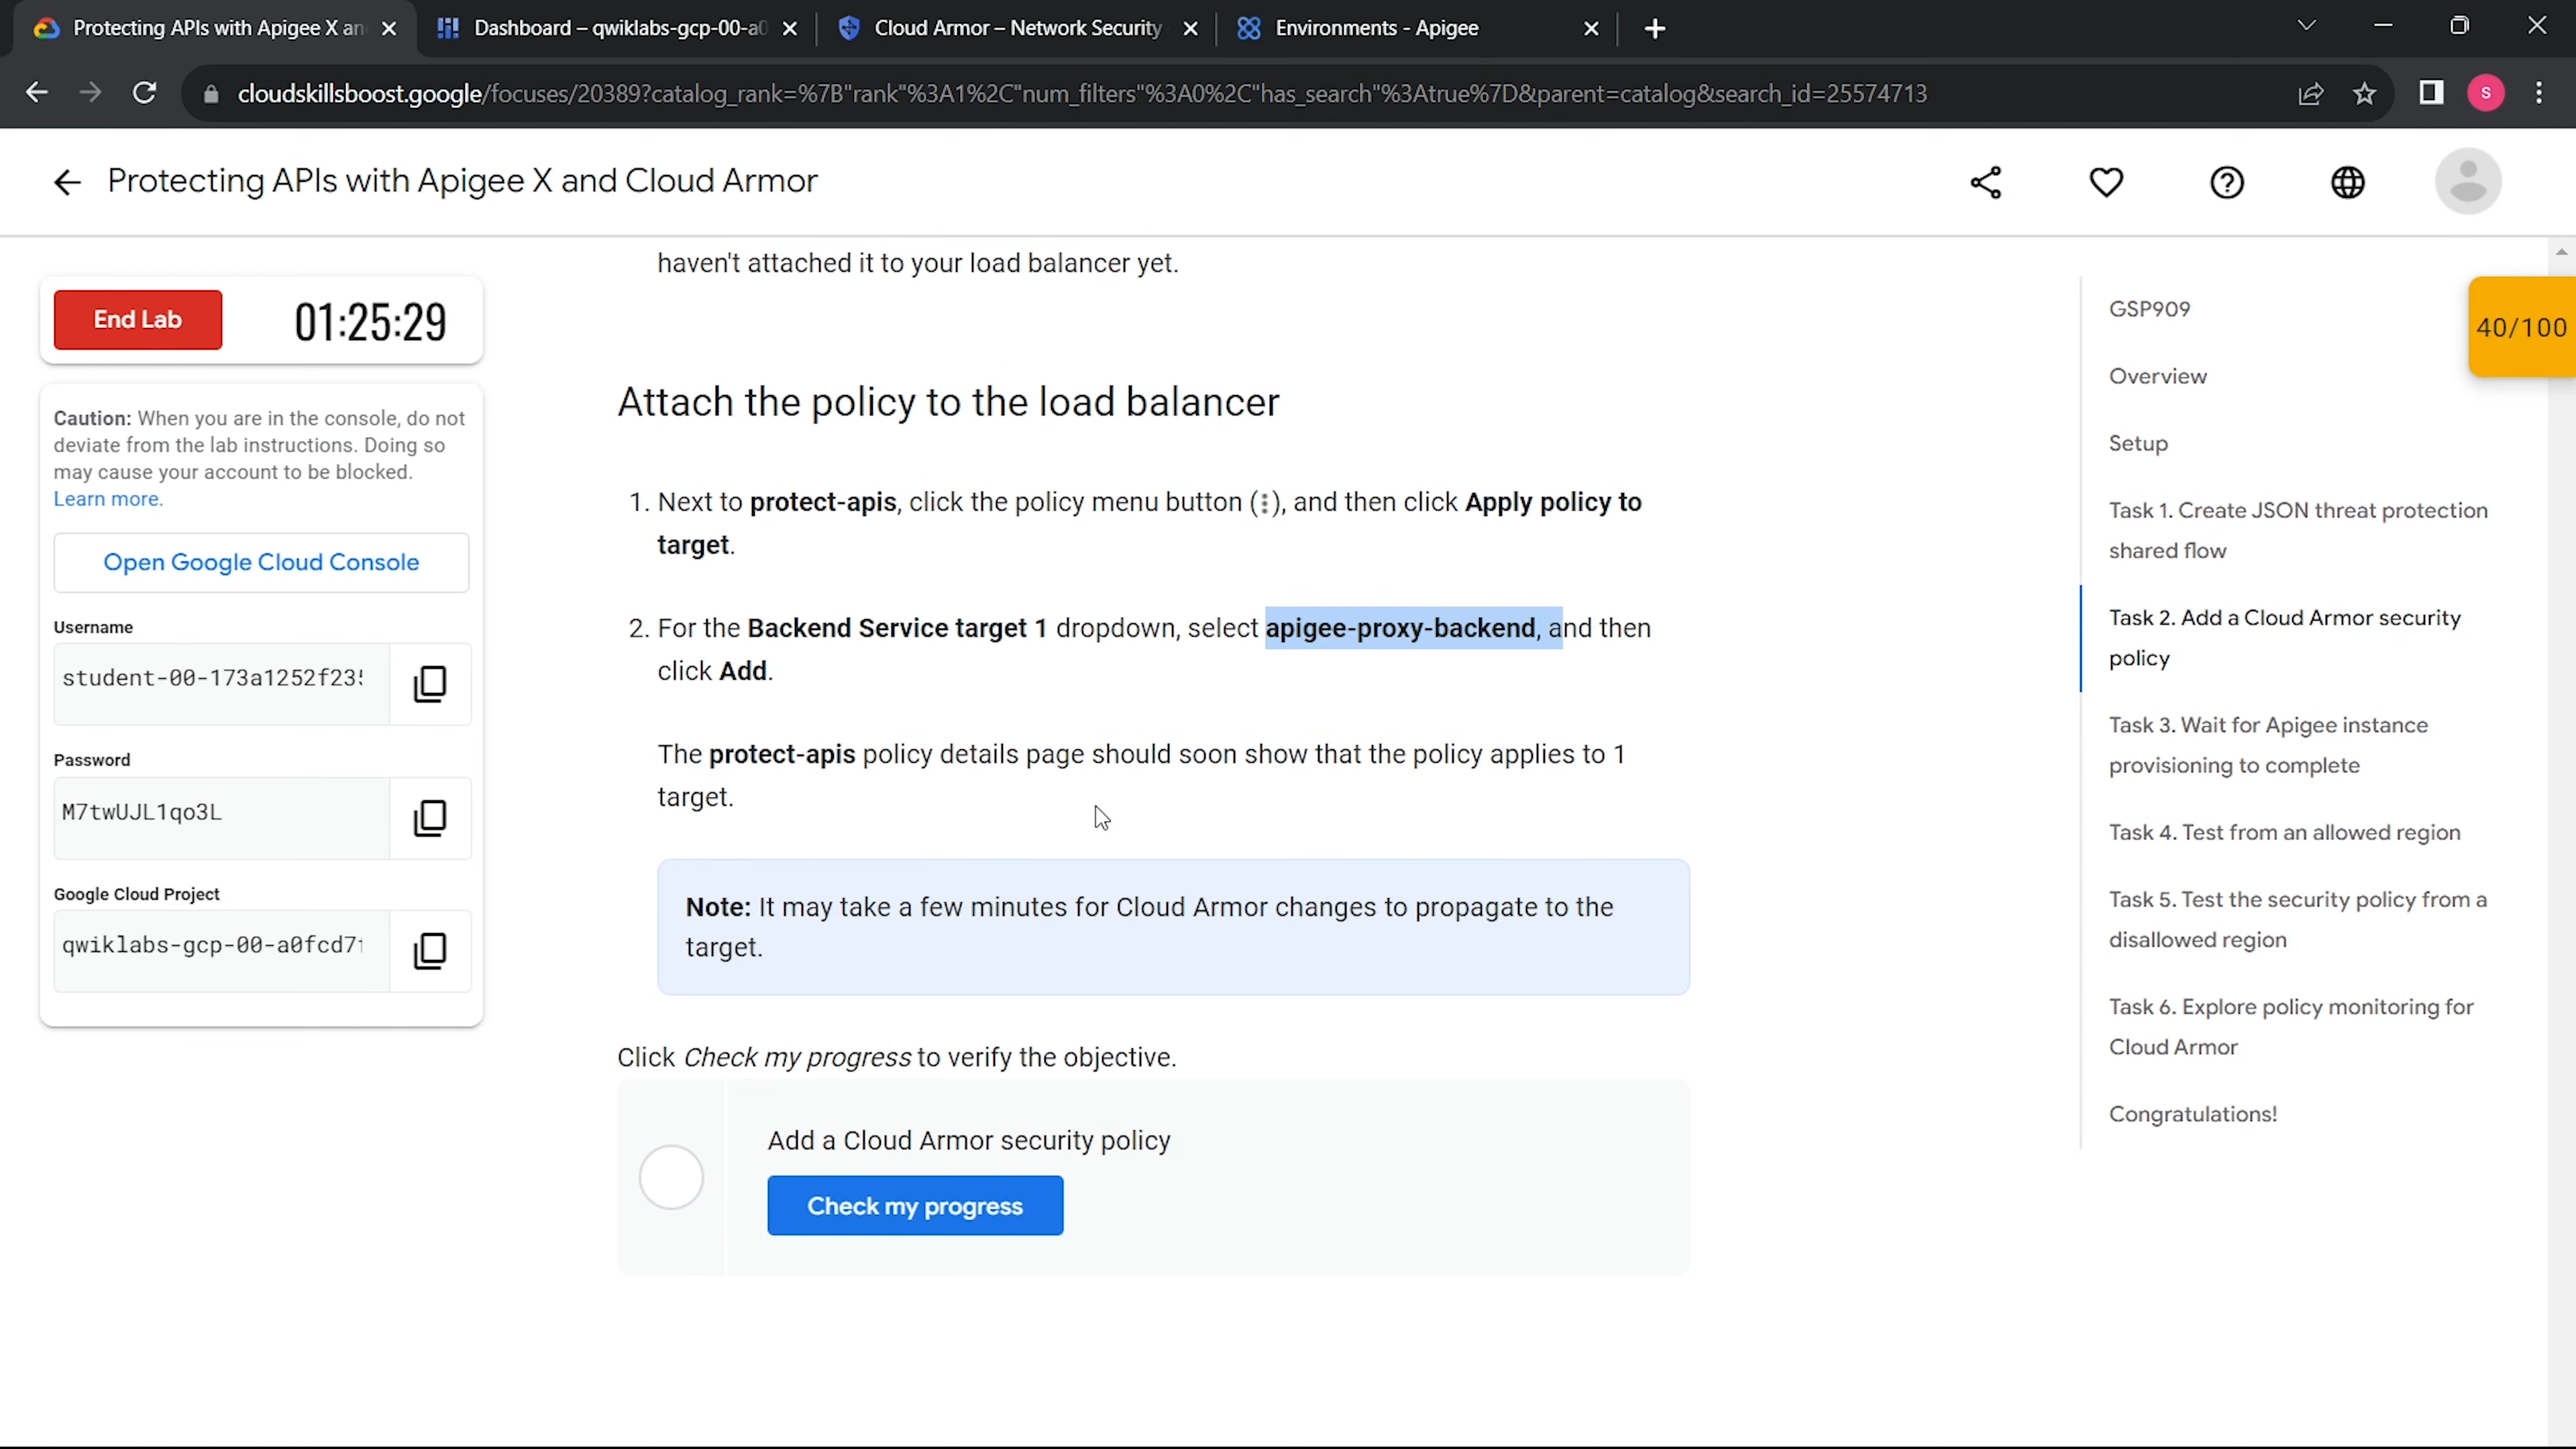 Protecting APIs with Apigee X an
Dashboard – qwiklabs-gcp-00-a0
Cloud Armor – Network Security
Environments - Apigee
cloudskillsboost.google/focuses/20389?catalog_rank=%7B"rank"%3A1%2C"num_filters"%3A0%2C"has_search"%3Atrue%7D&parent=catalog&search_id=25574713
S
Protecting APIs with Apigee X and Cloud Armor
End Lab
01:25:29
Caution: When you are in the console, do not
deviate from the lab instructions. Doing so
may cause your account to be blocked.
Learn more.
Open Google Cloud Console
Username
student-00-173a1252f235
Password
M7twUJL1qo3L
Google Cloud Project
qwiklabs-gcp-00-a0fcd7f
haven't attached it to your load balancer yet.
Attach the policy to the load balancer
1. Next to protect-apis, click the policy menu button (⋮), and then click Apply policy to
target.
2. For the Backend Service target 1 dropdown, select apigee-proxy-backend, and then
click Add.
The protect-apis policy details page should soon show that the policy applies to 1
target.
Note: It may take a few minutes for Cloud Armor changes to propagate to the
target.
Click Check my progress to verify the objective.
Add a Cloud Armor security policy
Check my progress
GSP909
Overview
Setup
Task 1. Create JSON threat protection
shared flow
Task 2. Add a Cloud Armor security
policy
Task 3. Wait for Apigee instance
provisioning to complete
Task 4. Test from an allowed region
Task 5. Test the security policy from a
disallowed region
Task 6. Explore policy monitoring for
Cloud Armor
Congratulations!
40/100